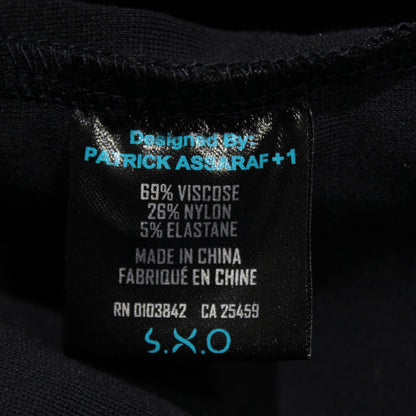 Designed By:
PATRICK ASSARAF+1
69% VISCOSE
26% NYLON
5% ELASTANE
MADE IN CHINA
FABRIQUÉ EN CHINE
RN 0103842 CA 25459
S.X.O